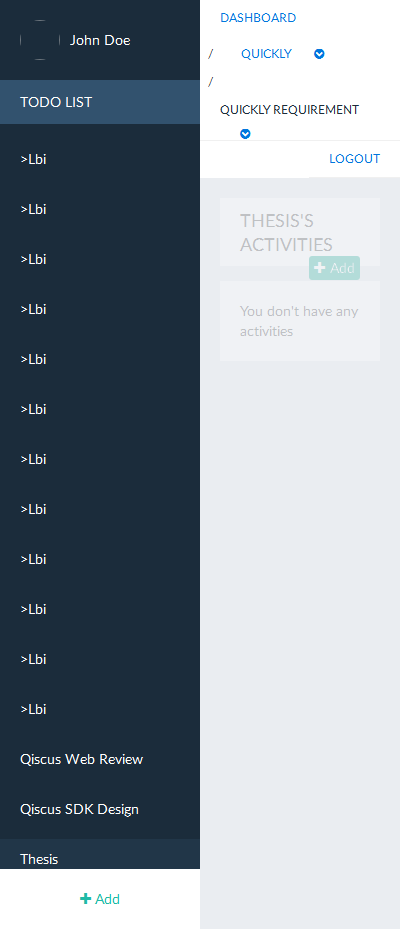 John Doe
TODO LIST
>Lbi
>Lbi
>Lbi
>Lbi
>Lbi
>Lbi
>Lbi
>Lbi
>Lbi
>Lbi
>Lbi
>Lbi
Qiscus Web Review
Qiscus SDK Design
Thesis
Add
DASHBOARD
/ QUICKLY
/
QUICKLY REQUIREMENT
LOGOUT
THESIS'S
ACTIVITIES
Add
You don't have any
activities